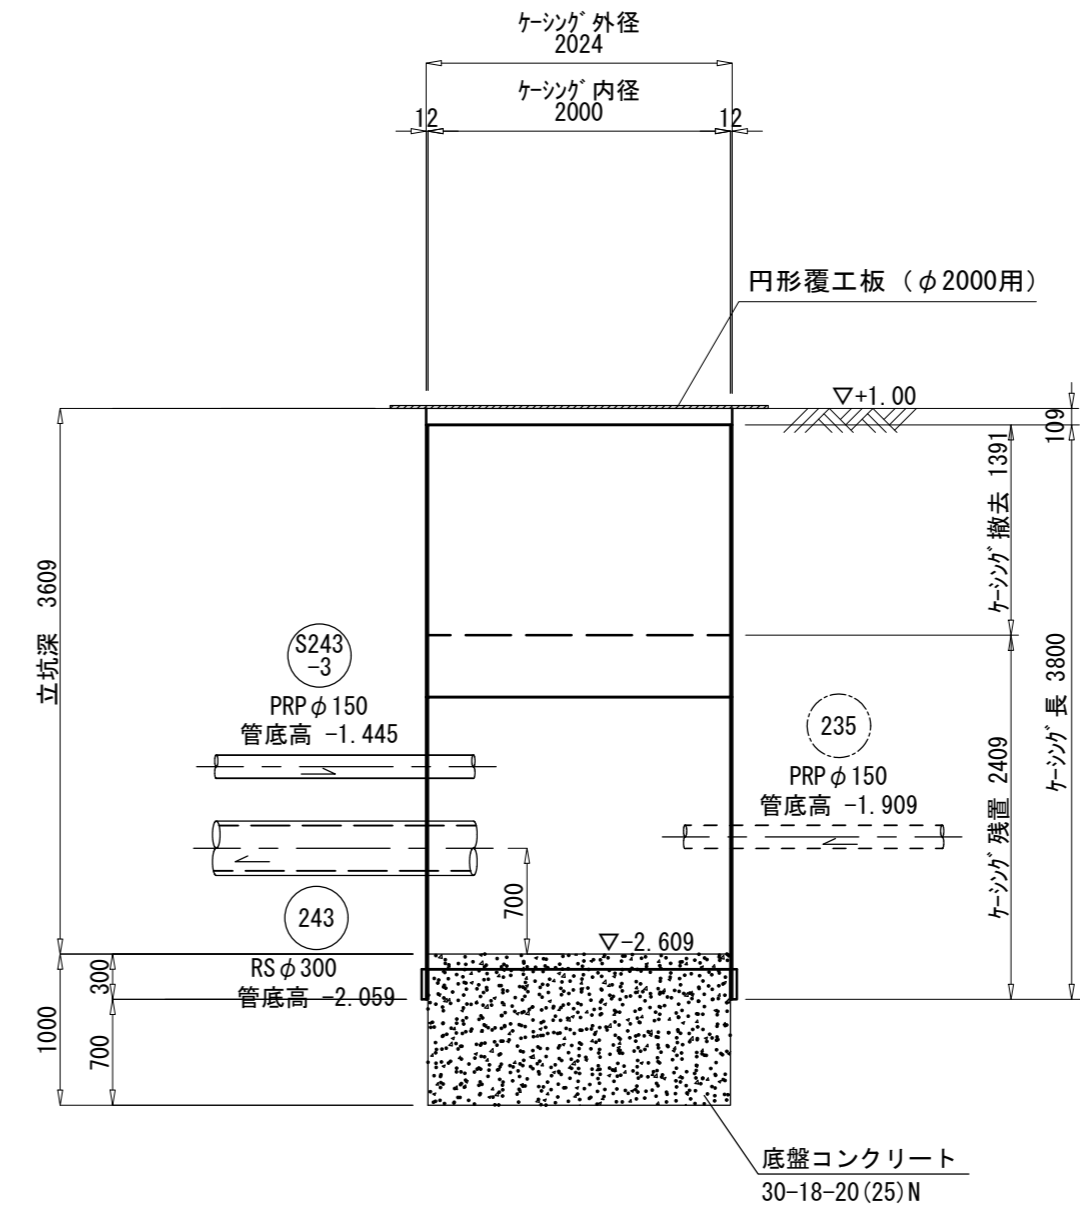 ｹｰｼﾝｸﾞ外径
2024
ｹｰｼﾝｸﾞ内径
12
2000
12
円形覆工板（φ2000用）
▽+1.00
109
ｹｰｼﾝｸﾞ撤去 1391
ｹｰｼﾝｸﾞ長 3800
ｹｰｼﾝｸﾞ残置 2409
立坑深 3609
S243
-3
PRPφ150
管底高 -1.445
235
PRPφ150
管底高 -1.909
243
700
▽-2.609
RSφ300
管底高 -2.059
300
1000
700
底盤コンクリート
30-18-20(25)N